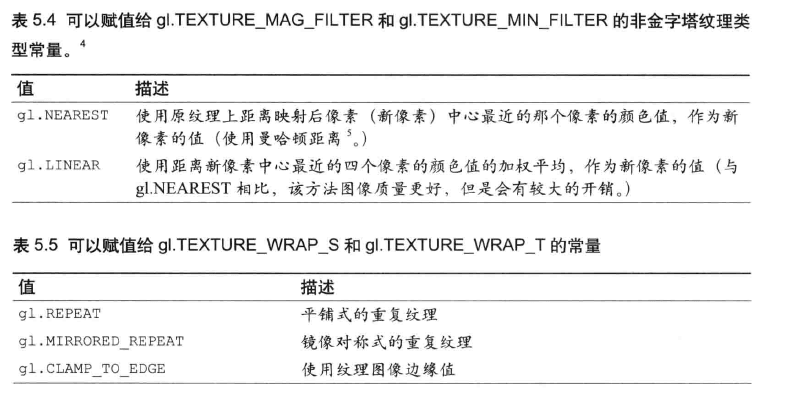 表 5.4 可以赋值给 gl.TEXTURE_MAG_FILTER 和 gl.TEXTURE_MIN_FILTER 的非金字塔纹理类
型常量。4
值 描述
gl.NEAREST 使用原纹理上距离映射后像素（新像素）中心最近的那个像素的颜色值，作为新
像素的值（使用曼哈顿距离5。）
gl.LINEAR 使用距离新像素中心最近的四个像素的颜色值的加权平均，作为新像素的值（与
gl.NEAREST 相比，该方法图像质量更好，但是会有较大的开销。）
表 5.5 可以赋值给 gl.TEXTURE_WRAP_S 和 gl.TEXTURE_WRAP_T 的常量
值 描述
gl.REPEAT 平铺式的重复纹理
gl.MIRRORED_REPEAT 镜像对称式的重复纹理
gl.CLAMP_TO_EDGE 使用纹理图像边缘值